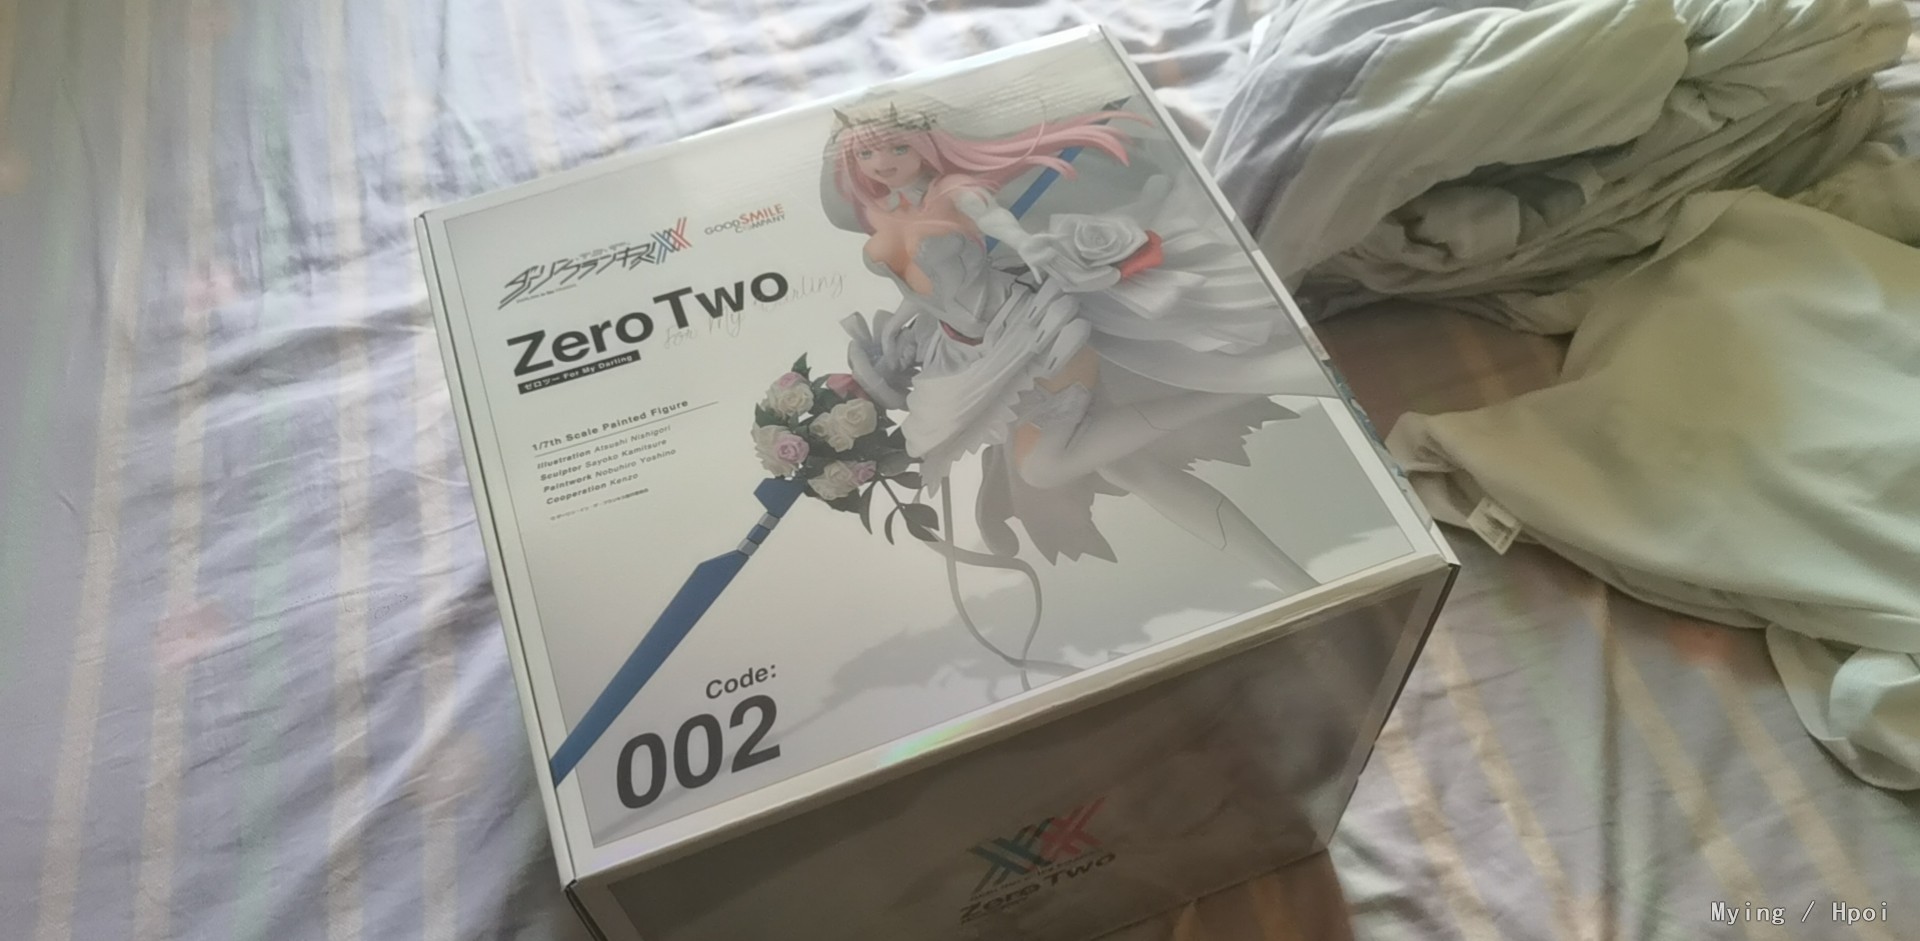 ダーリン・イン・ザ・フランキス
GOODSMILE
COMPANY
Zero Two
for My Darling
ゼロツー For My Darling
1/7th Scale Painted Figure
Illustration Atsushi Nishigori
Sculptor Sayoko Kamitsure
Paintwork Nobuhiro Yoshino
Cooperation Kenzo
Code:
002
Zero Two
Mying / Hpoi